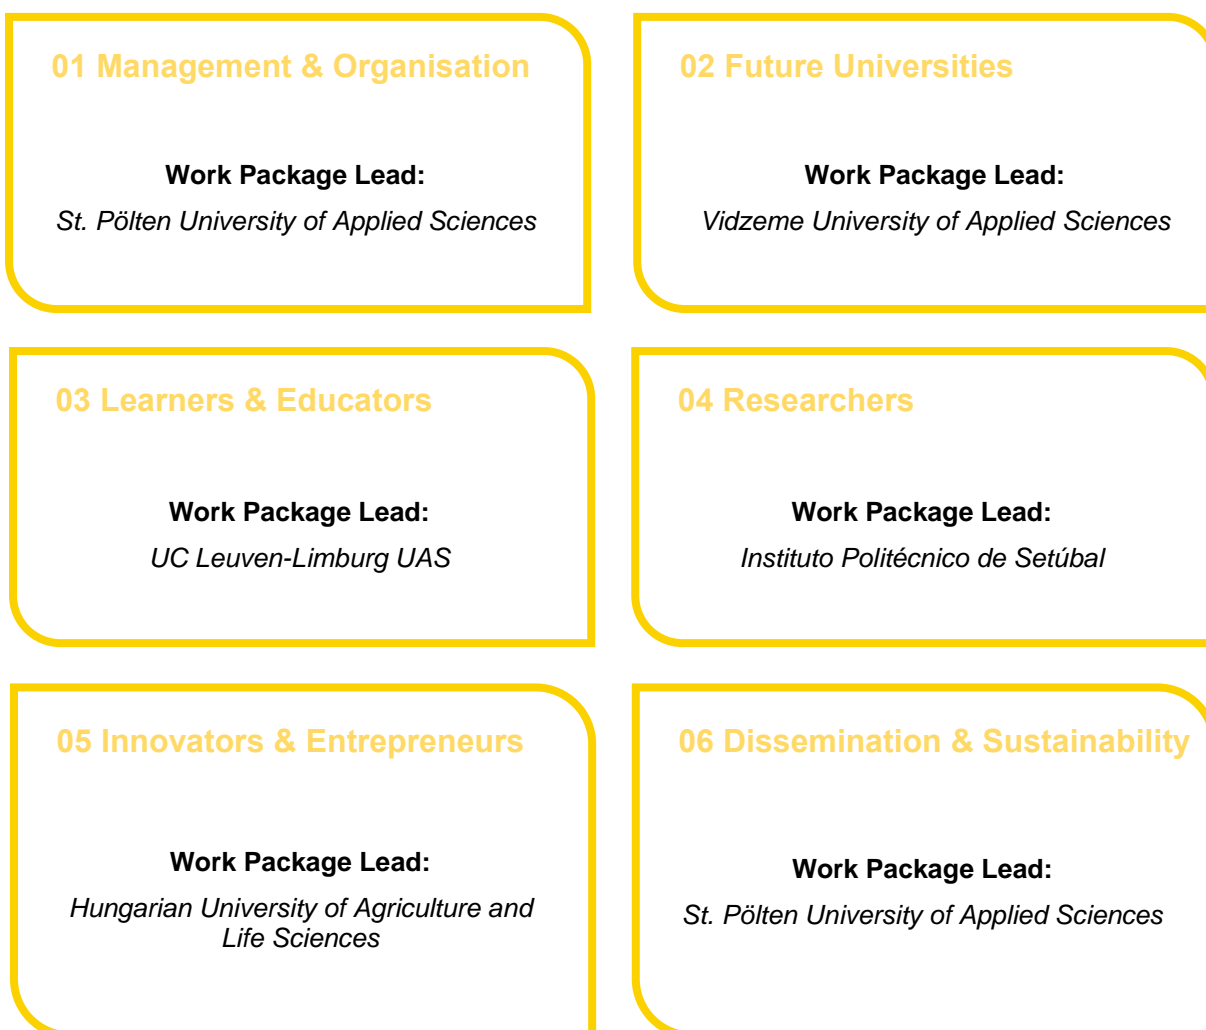 01 Management & Organisation
Work Package Lead:
St. Pölten University of Applied Sciences
02 Future Universities
Work Package Lead:
Vidzeme University of Applied Sciences
03 Learners & Educators
Work Package Lead:
UC Leuven-Limburg UAS
04 Researchers
Work Package Lead:
Instituto Politécnico de Setúbal
05 Innovators & Entrepreneurs
Work Package Lead:
Hungarian University of Agriculture and
Life Sciences
06 Dissemination & Sustainability
Work Package Lead:
St. Pölten University of Applied Sciences